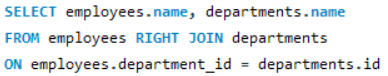 SELECT employees.name, departments.name
FROM employees RIGHT JOIN departments
ON employees.department_id = departments.id